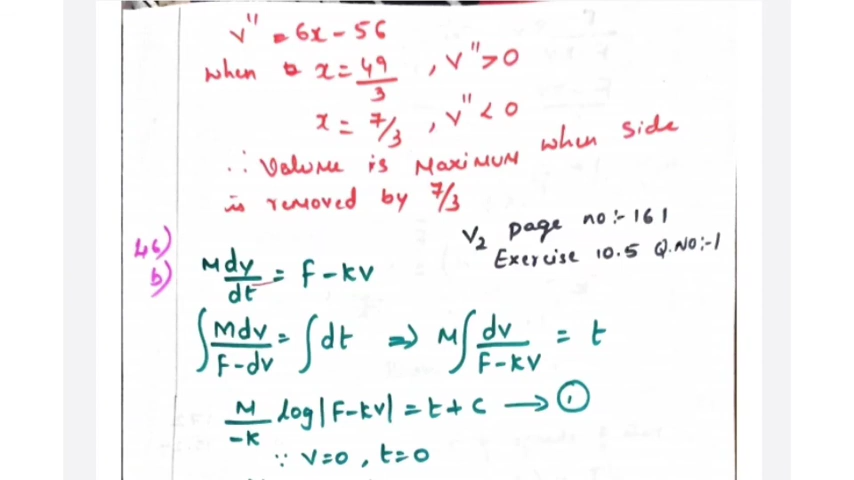 v'' = 6x - 56
when x = 49/3 , v'' > 0
x = 7/3 , v'' < 0
∴ Volume is Maximum when side
is removed by 7/3
V₂ page no:- 161
Exercise 10.5 Q.No:-1
46)
b) M dv/dt = F - kv
∫ Mdv/F-dv = ∫ dt ⇒ M ∫ dv/F-kv = t
M/-k log|F-kv| = t + c → ①
∵ v=0 , t=0